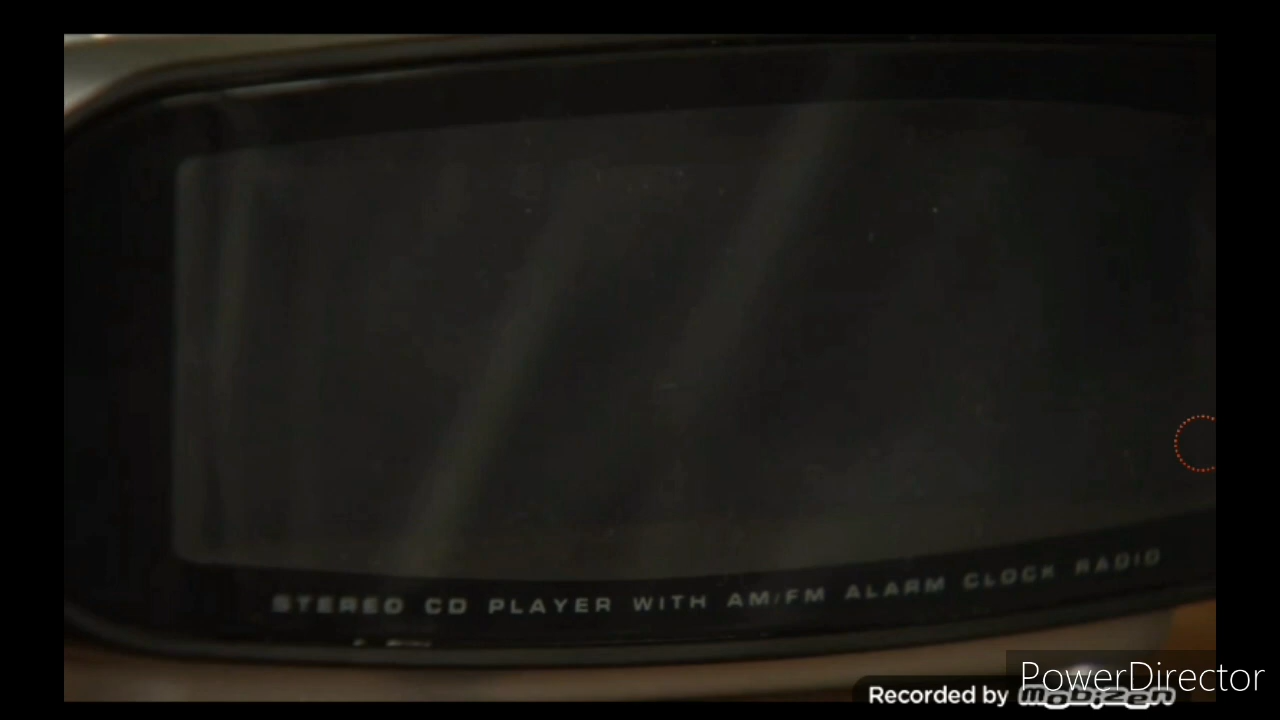 STEREO CD PLAYER WITH AM/FM ALARM CLOCK RADIO
PowerDirector
Recorded by Mobizen